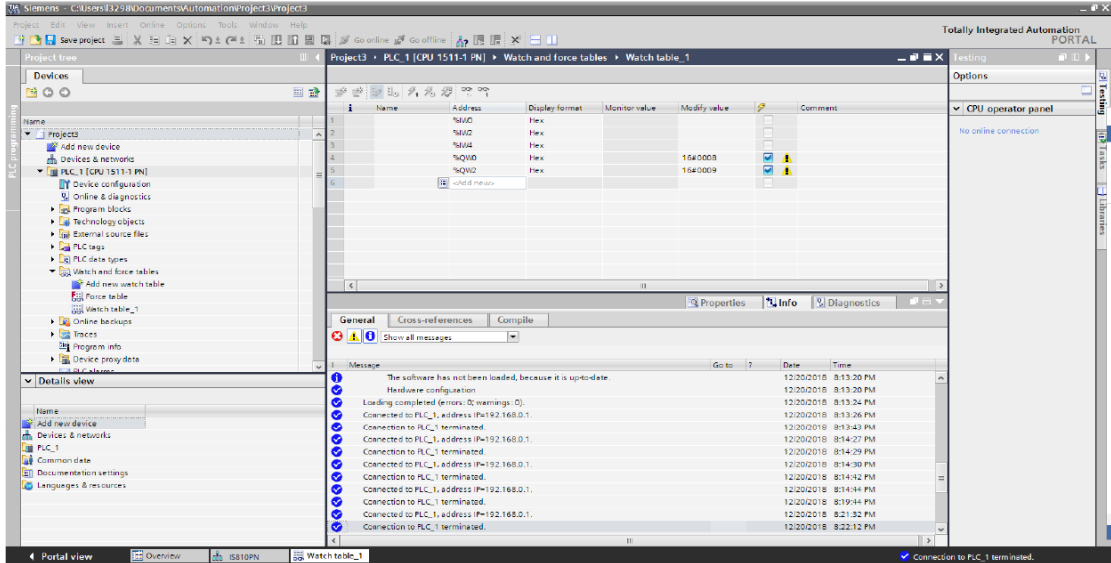 Siemens - C:\Users\I3298\Documents\Automation\Project3\Project3
Project Edit View Insert Online Options Tools Window Help
Totally Integrated Automation
PORTAL
Save project Go online Go offline
Project tree
Devices
PLC programming
Name
Project3
Add new device
Devices & networks
PLC_1 [CPU 1511-1 PN]
Device configuration
Online & diagnostics
Program blocks
Technology objects
External source files
PLC tags
PLC data types
Watch and force tables
Add new watch table
Force table
Watch table_1
Online backups
Traces
Program info
Device proxy data
PLC alarms
Details view
Name
Add new device
Devices & networks
PLC_1
Common data
Documentation settings
Languages & resources
Project3 PLC_1 [CPU 1511-1 PN] Watch and force tables Watch table_1
i Name Address Display format Monitor value Modify value Comment
1 %IW0 Hex
2 %IW2 Hex
3 %IW4 Hex
4 %QW0 Hex 16#0008
5 %QW2 Hex 16#0009
6 <Add new>
Properties Info Diagnostics
General Cross-references Compile
Show all messages
! Message Go to ? Date Time
The software has not been loaded, because it is up-to-date. 12/20/2018 8:13:20 PM
Hardware configuration 12/20/2018 8:13:20 PM
Loading completed (errors: 0; warnings: 0). 12/20/2018 8:13:24 PM
Connected to PLC_1, address IP=192.168.0.1. 12/20/2018 8:13:26 PM
Connection to PLC_1 terminated. 12/20/2018 8:13:43 PM
Connected to PLC_1, address IP=192.168.0.1. 12/20/2018 8:14:27 PM
Connection to PLC_1 terminated. 12/20/2018 8:14:29 PM
Connected to PLC_1, address IP=192.168.0.1. 12/20/2018 8:14:30 PM
Connection to PLC_1 terminated. 12/20/2018 8:14:42 PM
Connected to PLC_1, address IP=192.168.0.1. 12/20/2018 8:14:44 PM
Connection to PLC_1 terminated. 12/20/2018 8:19:44 PM
Connected to PLC_1, address IP=192.168.0.1. 12/20/2018 8:21:32 PM
Connection to PLC_1 terminated. 12/20/2018 8:22:12 PM
Testing
Options
CPU operator panel
No online connection
Testing
Tasks
Libraries
Portal view Overview IS810PN Watch table_1
Connection to PLC_1 terminated.